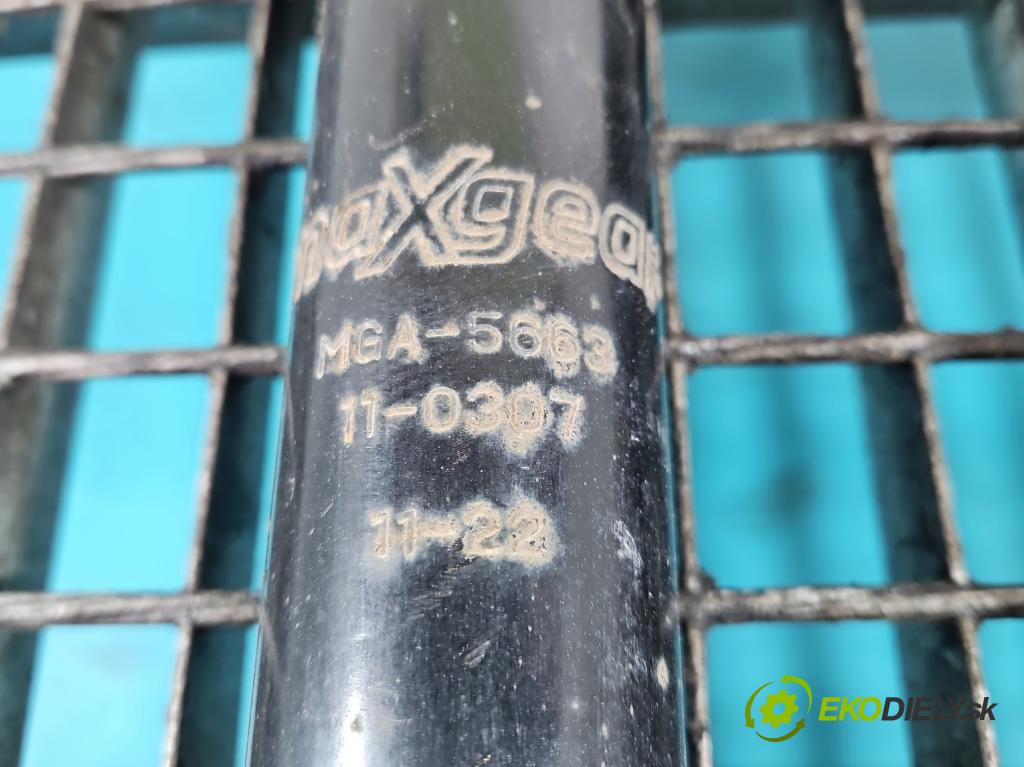 maxgear
MGA-5663
11-0307
11-22
EKODIELY.sk